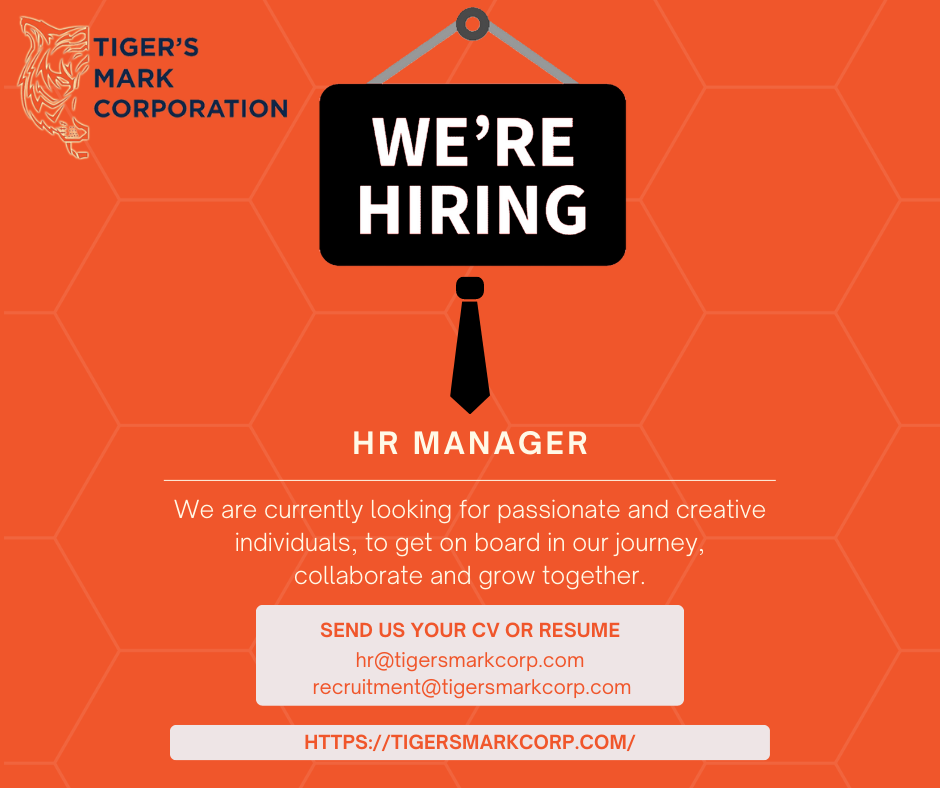 TIGER'S
MARK
CORPORATION
WE'RE
HIRING
HR MANAGER
We are currently looking for passionate and creative
individuals, to get on board in our journey,
collaborate and grow together.
SEND US YOUR CV OR RESUME
hr@tigersmarkcorp.com
recruitment@tigersmarkcorp.com
HTTPS://TIGERSMARKCORP.COM/